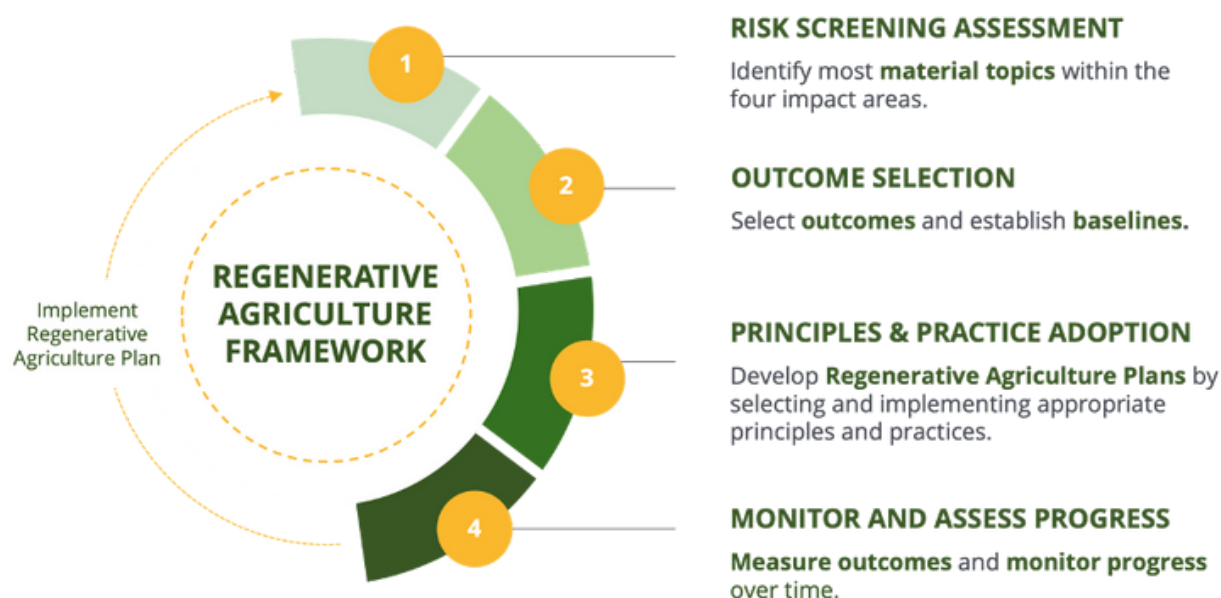 1
RISK SCREENING ASSESSMENT
Identify most material topics within the
four impact areas.
2
OUTCOME SELECTION
Select outcomes and establish baselines.
REGENERATIVE
AGRICULTURE
FRAMEWORK
Implement
Regenerative
Agriculture Plan
3
PRINCIPLES & PRACTICE ADOPTION
Develop Regenerative Agriculture Plans by
selecting and implementing appropriate
principles and practices.
4
MONITOR AND ASSESS PROGRESS
Measure outcomes and monitor progress
over time.